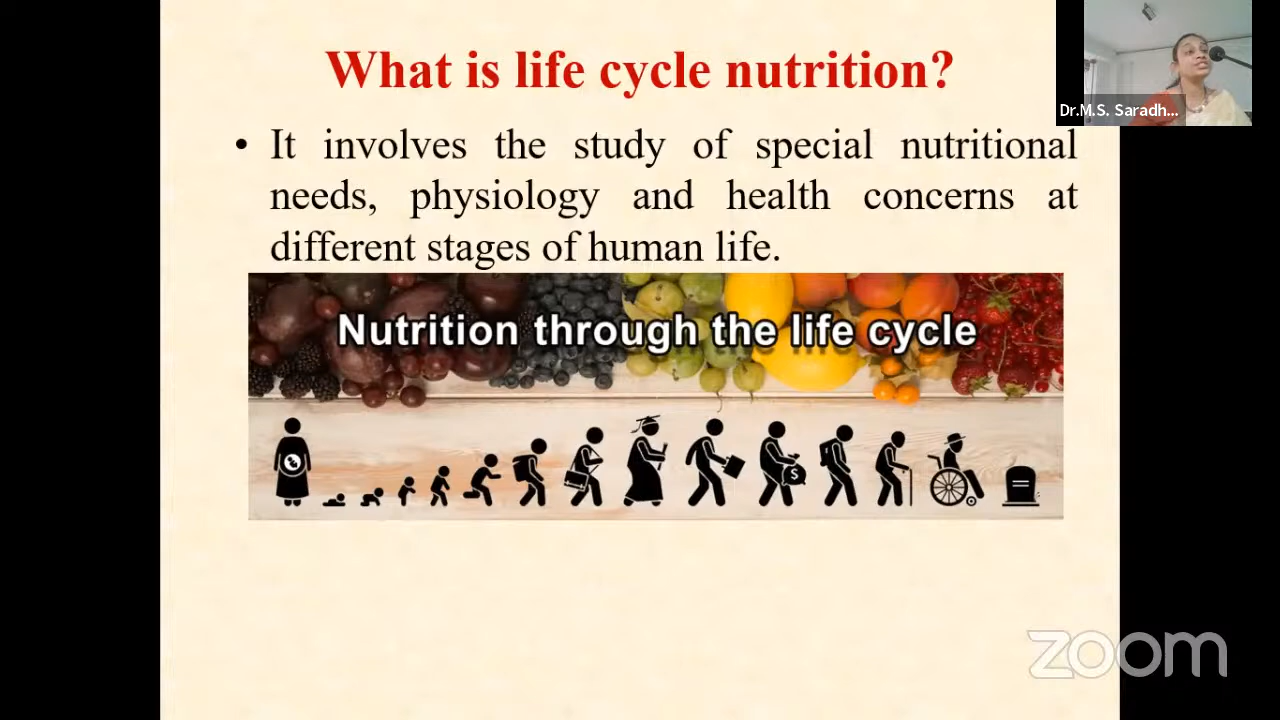 What is life cycle nutrition?
Dr.M.S. Saradh...
• It involves the study of special nutritional
needs, physiology and health concerns at
different stages of human life.
Nutrition through the life cycle
$
zoom